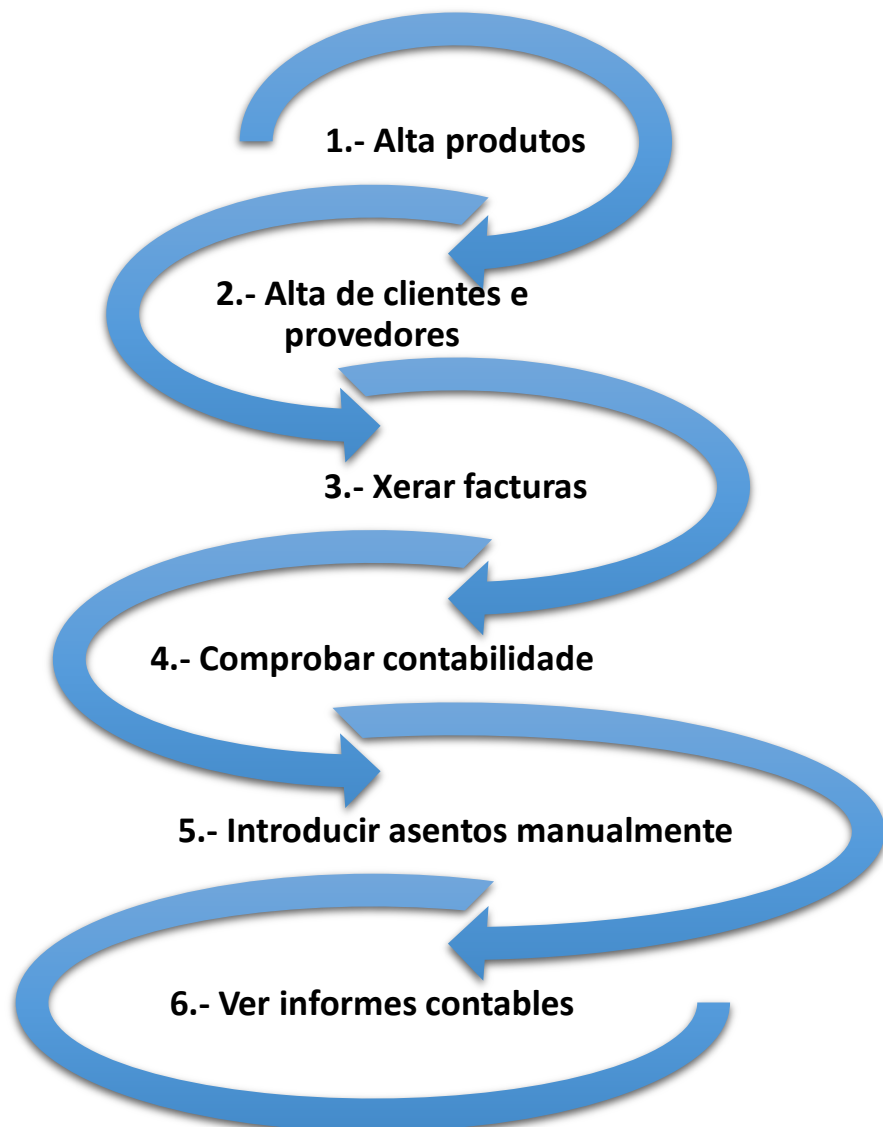 1.- Alta produtos
2.- Alta de clientes e
provedores
3.- Xerar facturas
4.- Comprobar contabilidade
5.- Introducir asentos manualmente
6.- Ver informes contables